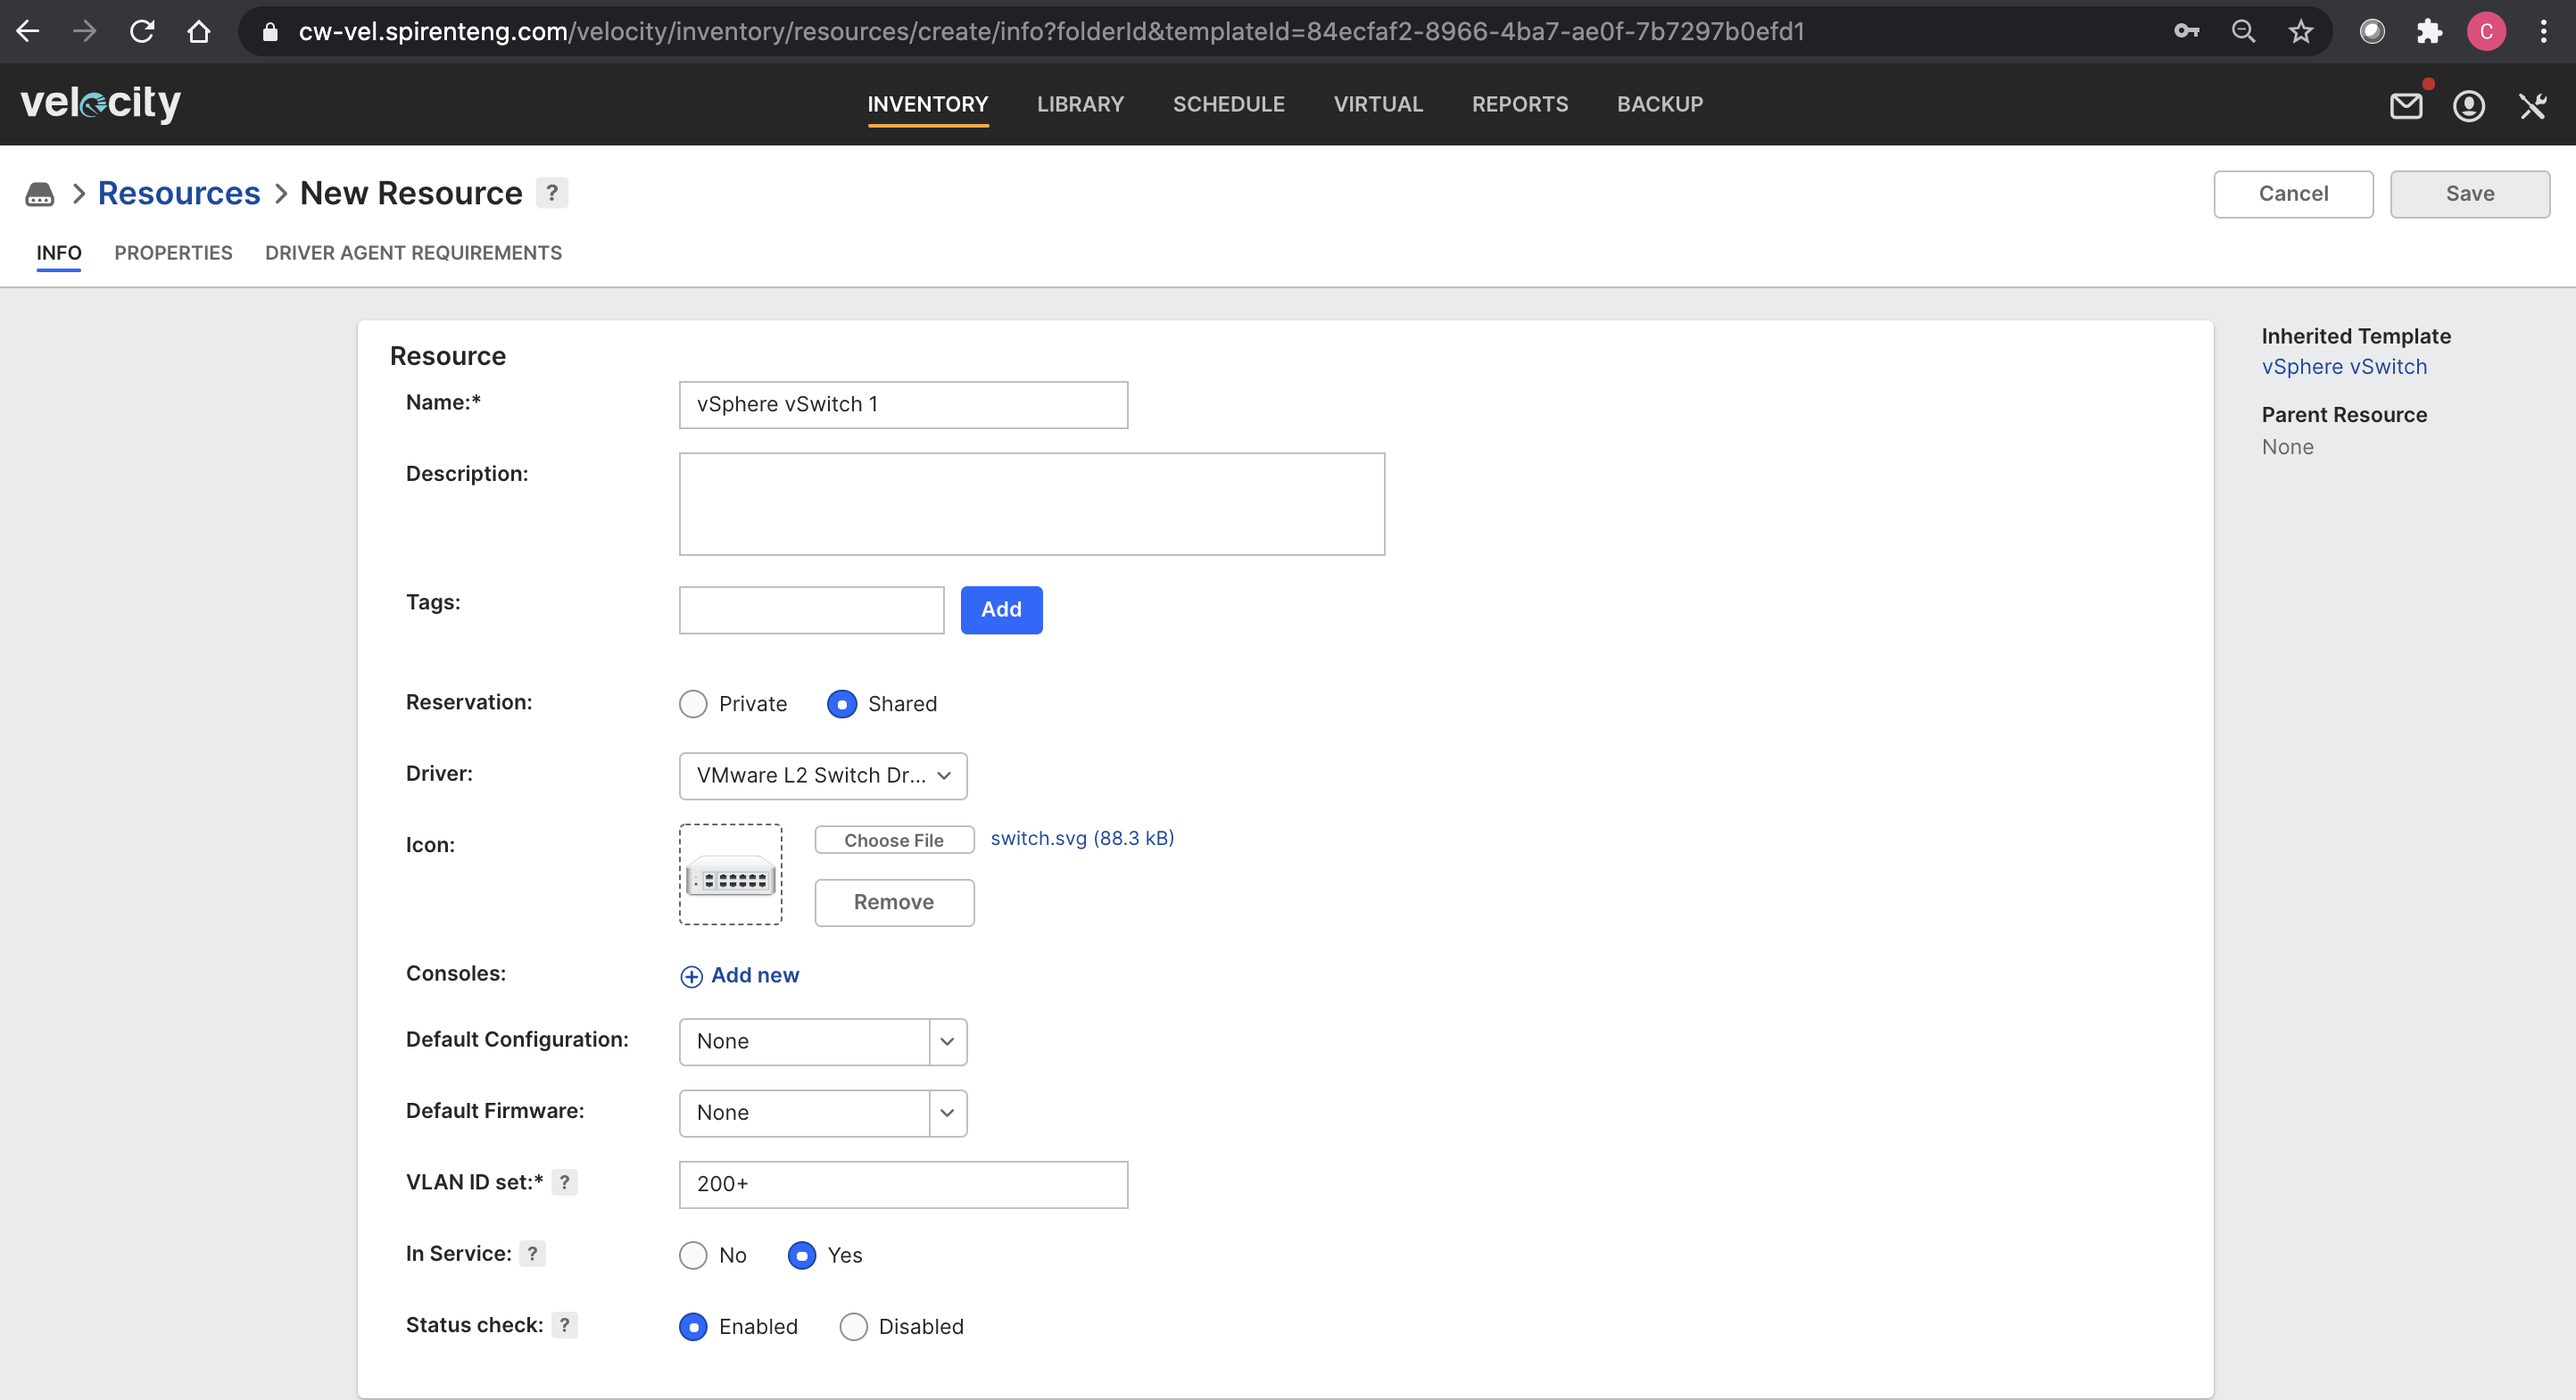 cw-vel.spirenteng.com/velocity/inventory/resources/create/info?folderId&templateId=84ecfaf2-8966-4ba7-ae0f-7b7297b0efd1
C
velocity
INVENTORY LIBRARY SCHEDULE VIRTUAL REPORTS BACKUP
> Resources > New Resource ?
Cancel Save
INFO PROPERTIES DRIVER AGENT REQUIREMENTS
Resource
Name:* vSphere vSwitch 1
Description:
Tags: Add
Reservation: Private Shared
Driver: VMware L2 Switch Dr...
Icon: Choose File switch.svg (88.3 kB)
Remove
Consoles: Add new
Default Configuration: None
Default Firmware: None
VLAN ID set:* ? 200+
In Service: ? No Yes
Status check: ? Enabled Disabled
Inherited Template
vSphere vSwitch
Parent Resource
None